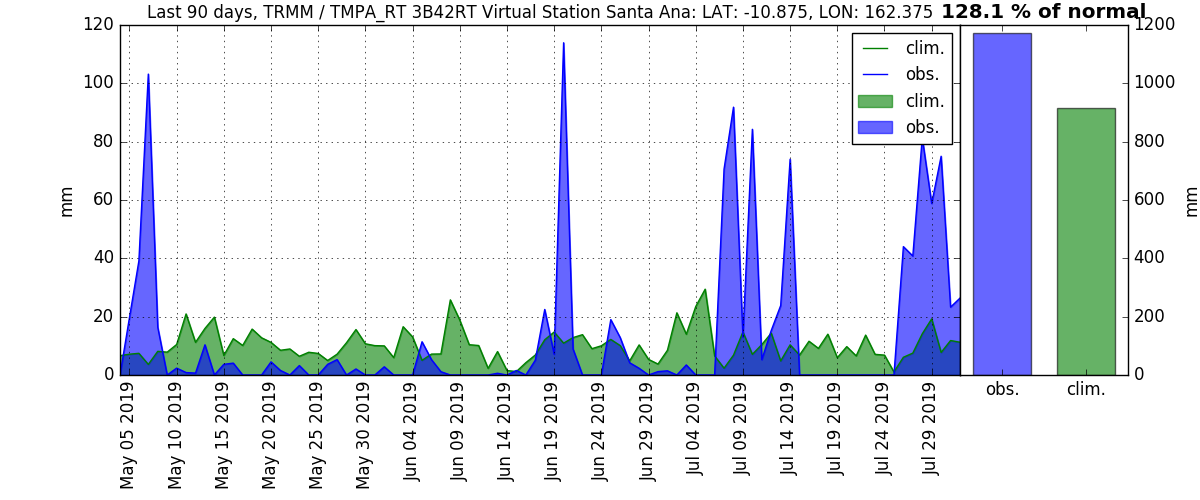 Last 90 days, TRMM / TMPA_RT 3B42RT Virtual Station Santa Ana: LAT: -10.875, LON: 162.375 128.1 % of normal
120
100
80
60
40
20
0
mm
clim.
obs.
clim.
obs.
1200
1000
800
600
400
200
0
mm
obs.
clim.
May 05 2019
May 10 2019
May 15 2019
May 20 2019
May 25 2019
May 30 2019
Jun 04 2019
Jun 09 2019
Jun 14 2019
Jun 19 2019
Jun 24 2019
Jun 29 2019
Jul 04 2019
Jul 09 2019
Jul 14 2019
Jul 19 2019
Jul 24 2019
Jul 29 2019